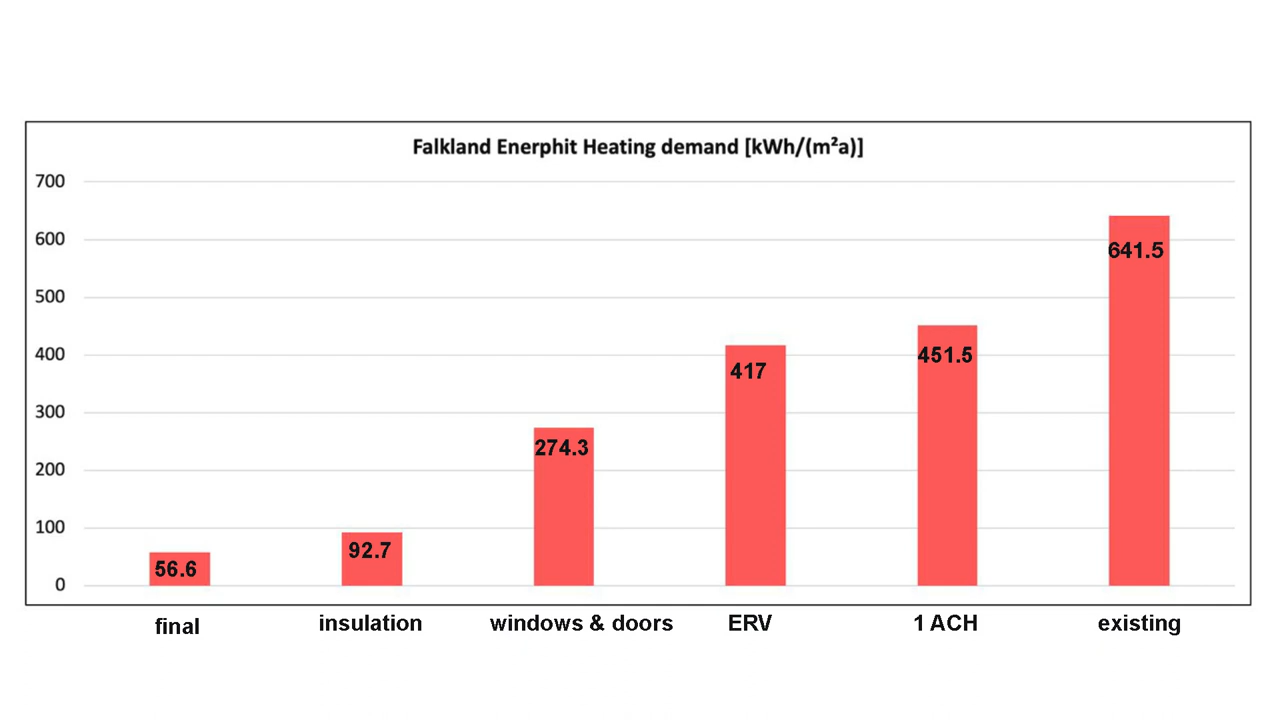 Falkland Enerphit Heating demand [kWh/(m²a)]
700
600
500
400
300
200
100
0
56.6
92.7
274.3
417
451.5
641.5
final
insulation
windows & doors
ERV
1 ACH
existing